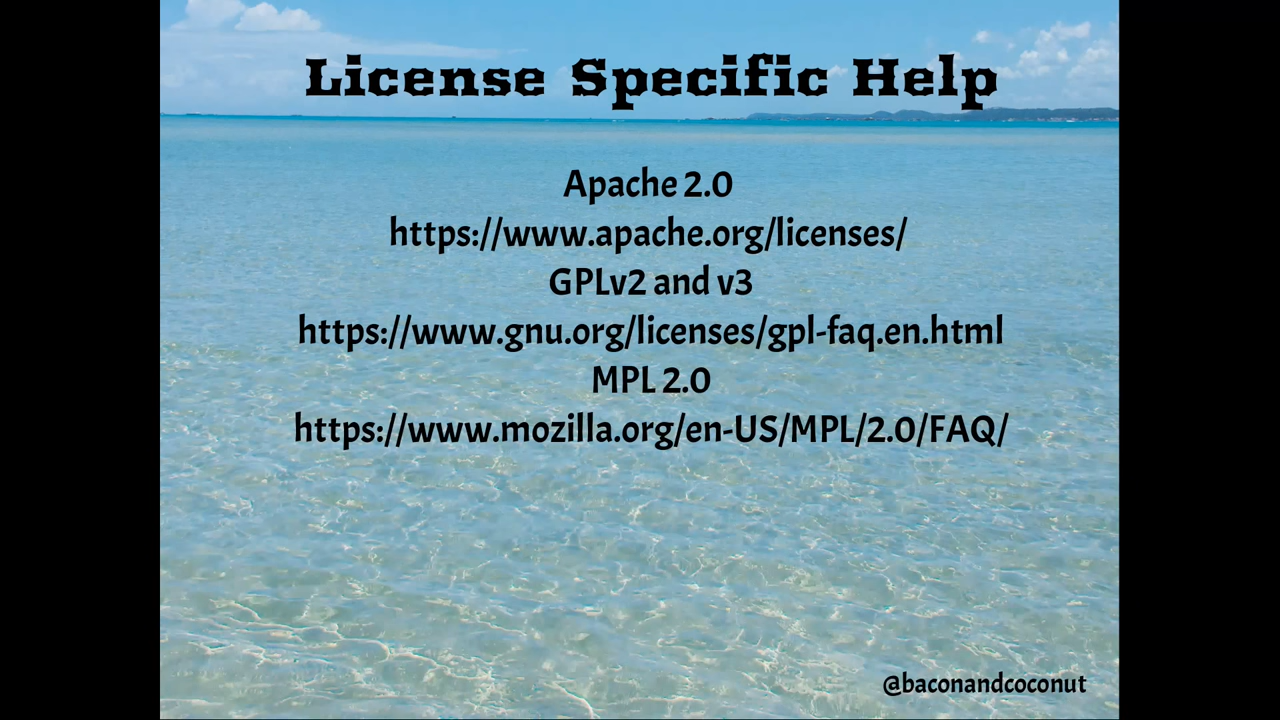 License Specific Help
Apache 2.0
https://www.apache.org/licenses/
GPLv2 and v3
https://www.gnu.org/licenses/gpl-faq.en.html
MPL 2.0
https://www.mozilla.org/en-US/MPL/2.0/FAQ/
@baconandcoconut